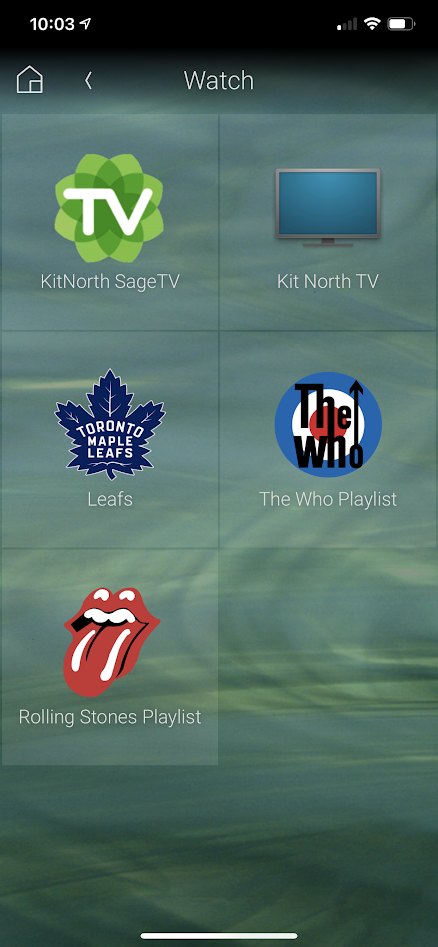 10:03
Watch
TV
KitNorth SageTV
Kit North TV
TORONTO
MAPLE
LEAFS
Leafs
The
Who
The Who Playlist
Rolling Stones Playlist